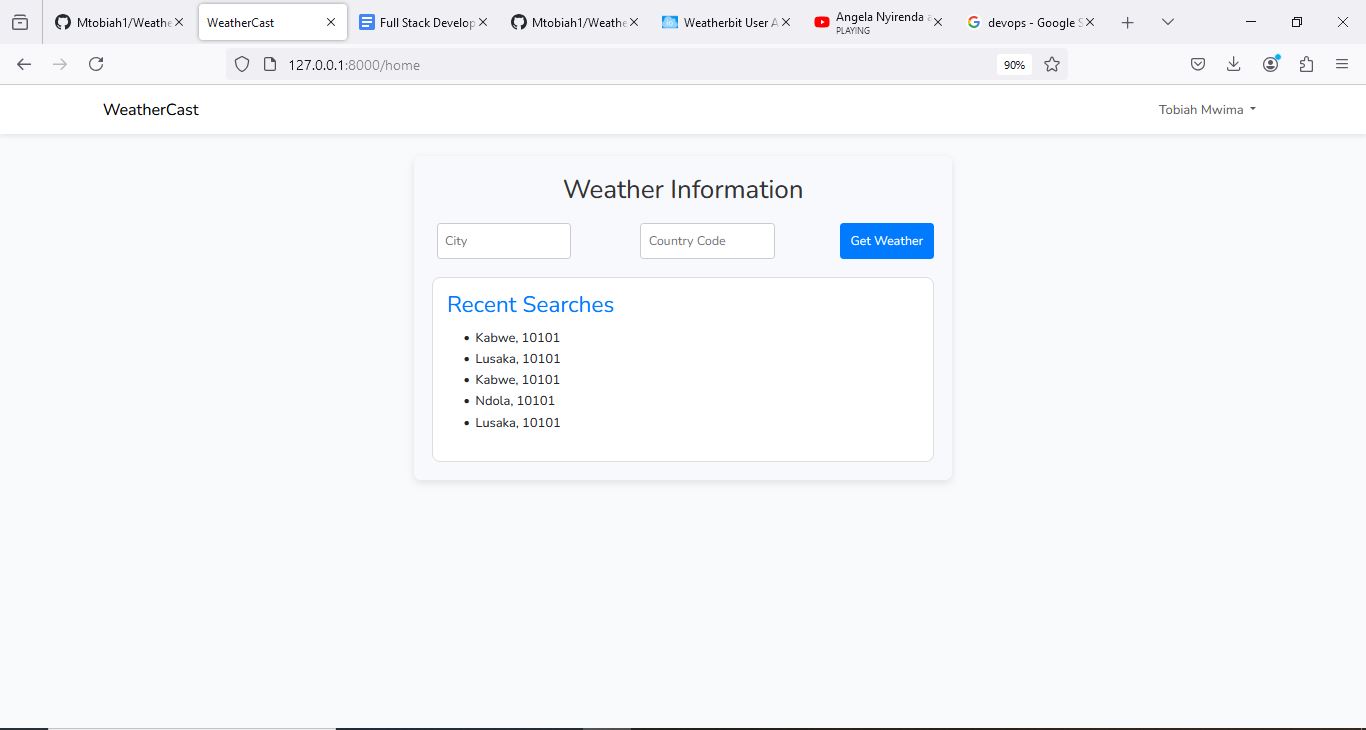 Mtobiah1/Weathe
WeatherCast
Full Stack Develop
Mtobiah1/Weathe
Weatherbit User A
Angela Nyirenda a
PLAYING
devops - Google S
127.0.0.1:8000/home
90%
WeatherCast
Tobiah Mwima
Weather Information
City
Country Code
Get Weather
Recent Searches
• Kabwe, 10101
• Lusaka, 10101
• Kabwe, 10101
• Ndola, 10101
• Lusaka, 10101